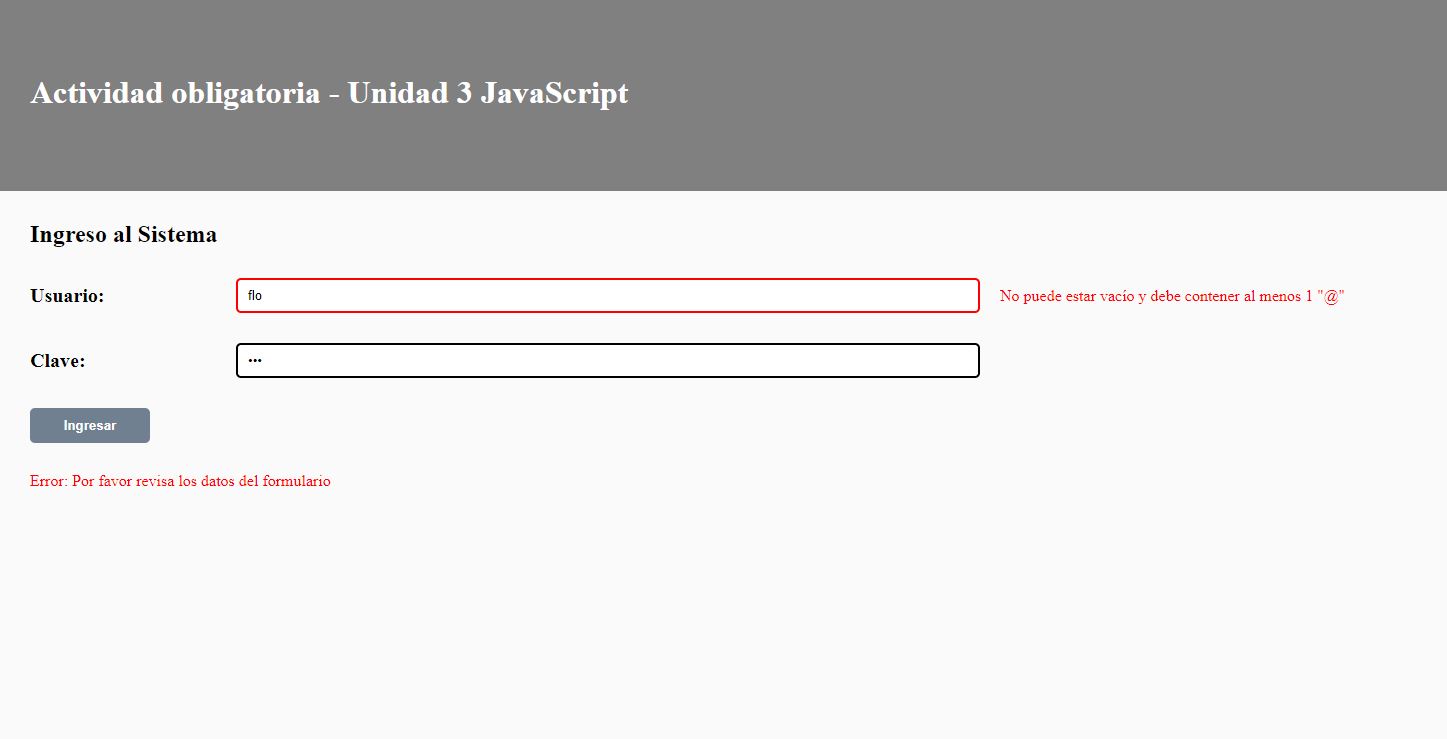 Actividad obligatoria - Unidad 3 JavaScript
Ingreso al Sistema
Usuario: flo No puede estar vacío y debe contener al menos 1 "@"
Clave: •••
Ingresar
Error: Por favor revisa los datos del formulario